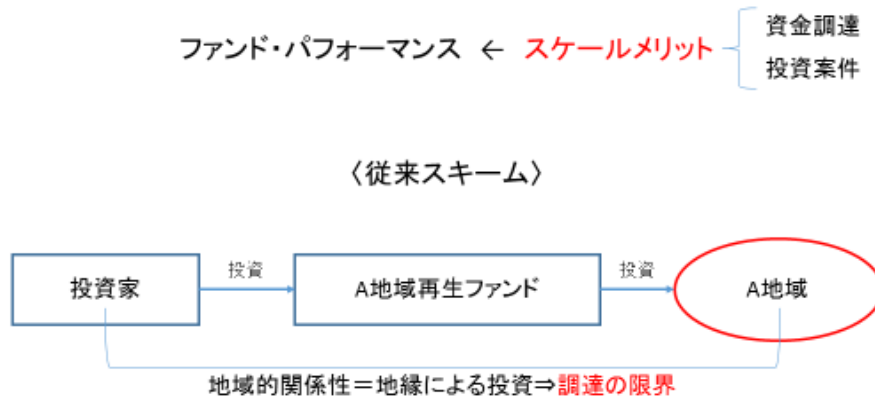 ファンド・パフォーマンス ← スケールメリット
資金調達
投資案件
〈従来スキーム〉
投資家
投資
A地域再生ファンド
投資
A地域
地域的関係性＝地縁による投資⇒調達の限界